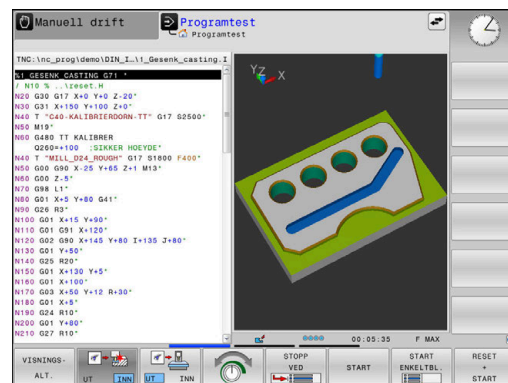 Manuell drift
Programtest
Programtest
TNC:\nc_prog\demo\DIN_I…\1_Gesenk_casting.I
%1_GESENK_CASTING G71 *
/ N10 % ..\reset.H
N20 G30 G17 X+0 Y+0 Z-20*
N30 G31 X+150 Y+100 Z+0*
N40 T "C40-KALIBRIERDORN-TT" G17 S2500*
N50 M19*
N60 G480 TT KALIBRER
Q260=+100 ;SIKKER HOEYDE*
N40 T "MILL_D24_ROUGH" G17 S1800 F400*
N50 G00 G90 X-25 Y+65 Z+1 M13*
N60 G00 Z-5*
N70 G98 L1*
N80 G01 X+5 Y+80 G41*
N90 G26 R3*
N100 G01 X+15 Y+90*
N110 G01 G91 X+120*
N120 G02 G90 X+145 Y+80 I+135 J+80*
N130 G01 Y+50*
N140 G25 R20*
N150 G01 X+130 Y+5*
N160 G01 X+100*
N170 G03 X+50 Y+12 R+30*
N180 G01 X+5*
N190 G24 R10*
N200 G01 Y+80*
N210 G27 R10*
YZ X
00:05:35 F MAX
VISNINGS-
ALT.
UT INN
UT INN
STOPP
VED
START
START
ENKELTBL.
RESET
+
START